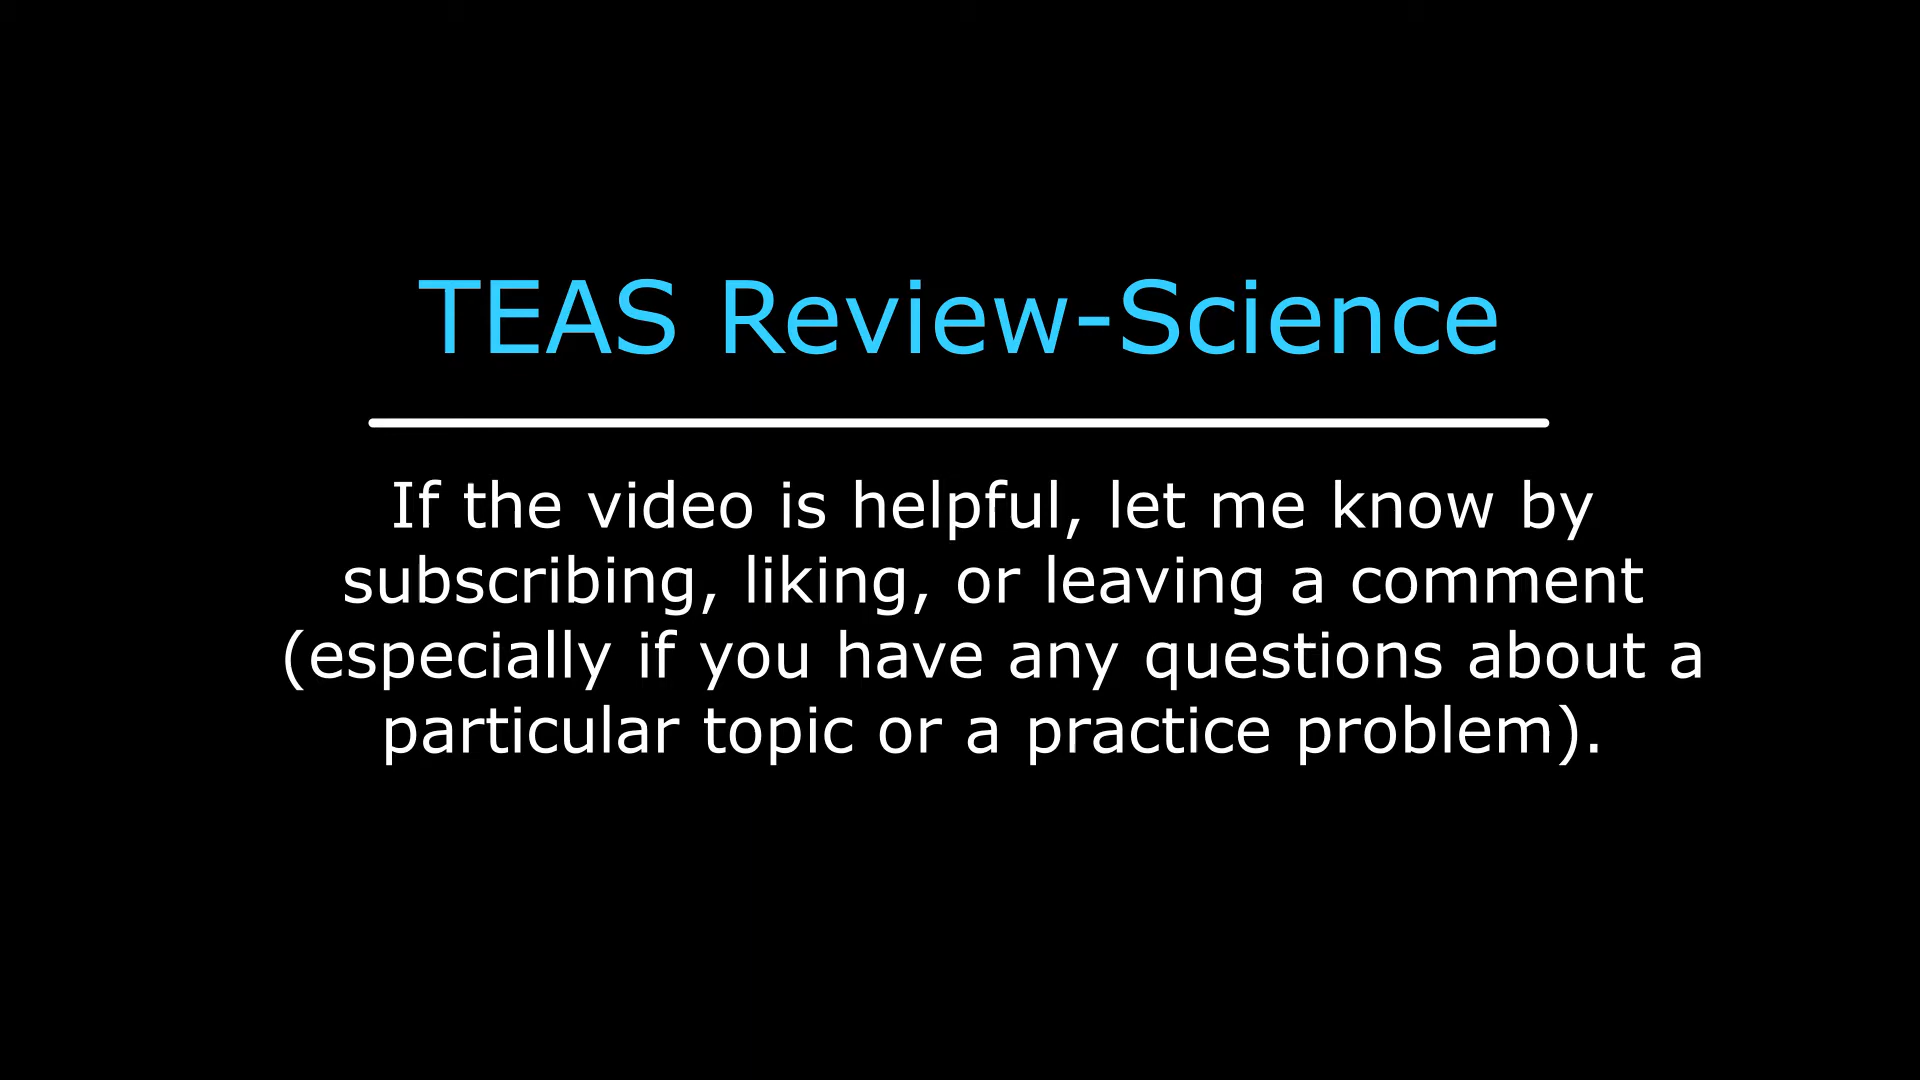 TEAS Review-Science
If the video is helpful, let me know by
subscribing, liking, or leaving a comment
(especially if you have any questions about a
particular topic or a practice problem).